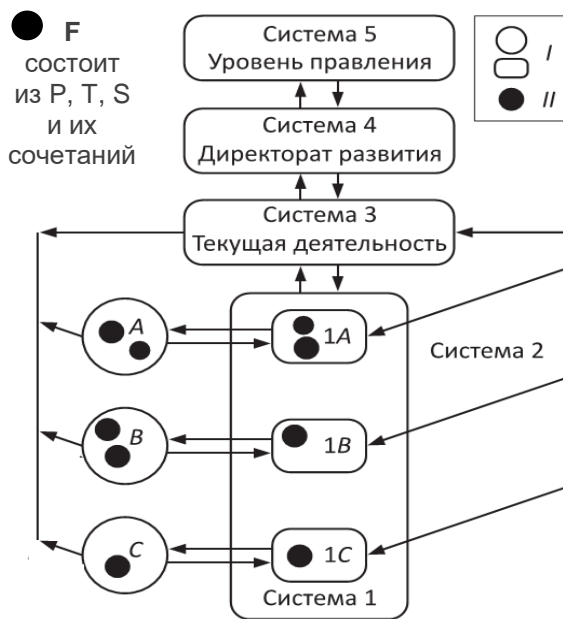 F
состоит
из P, T, S
и их
сочетаний
Система 5
Уровень правления
I
II
Система 4
Директорат развития
Система 3
Текущая деятельность
A
1A
Система 2
B
1B
C
1C
Система 1